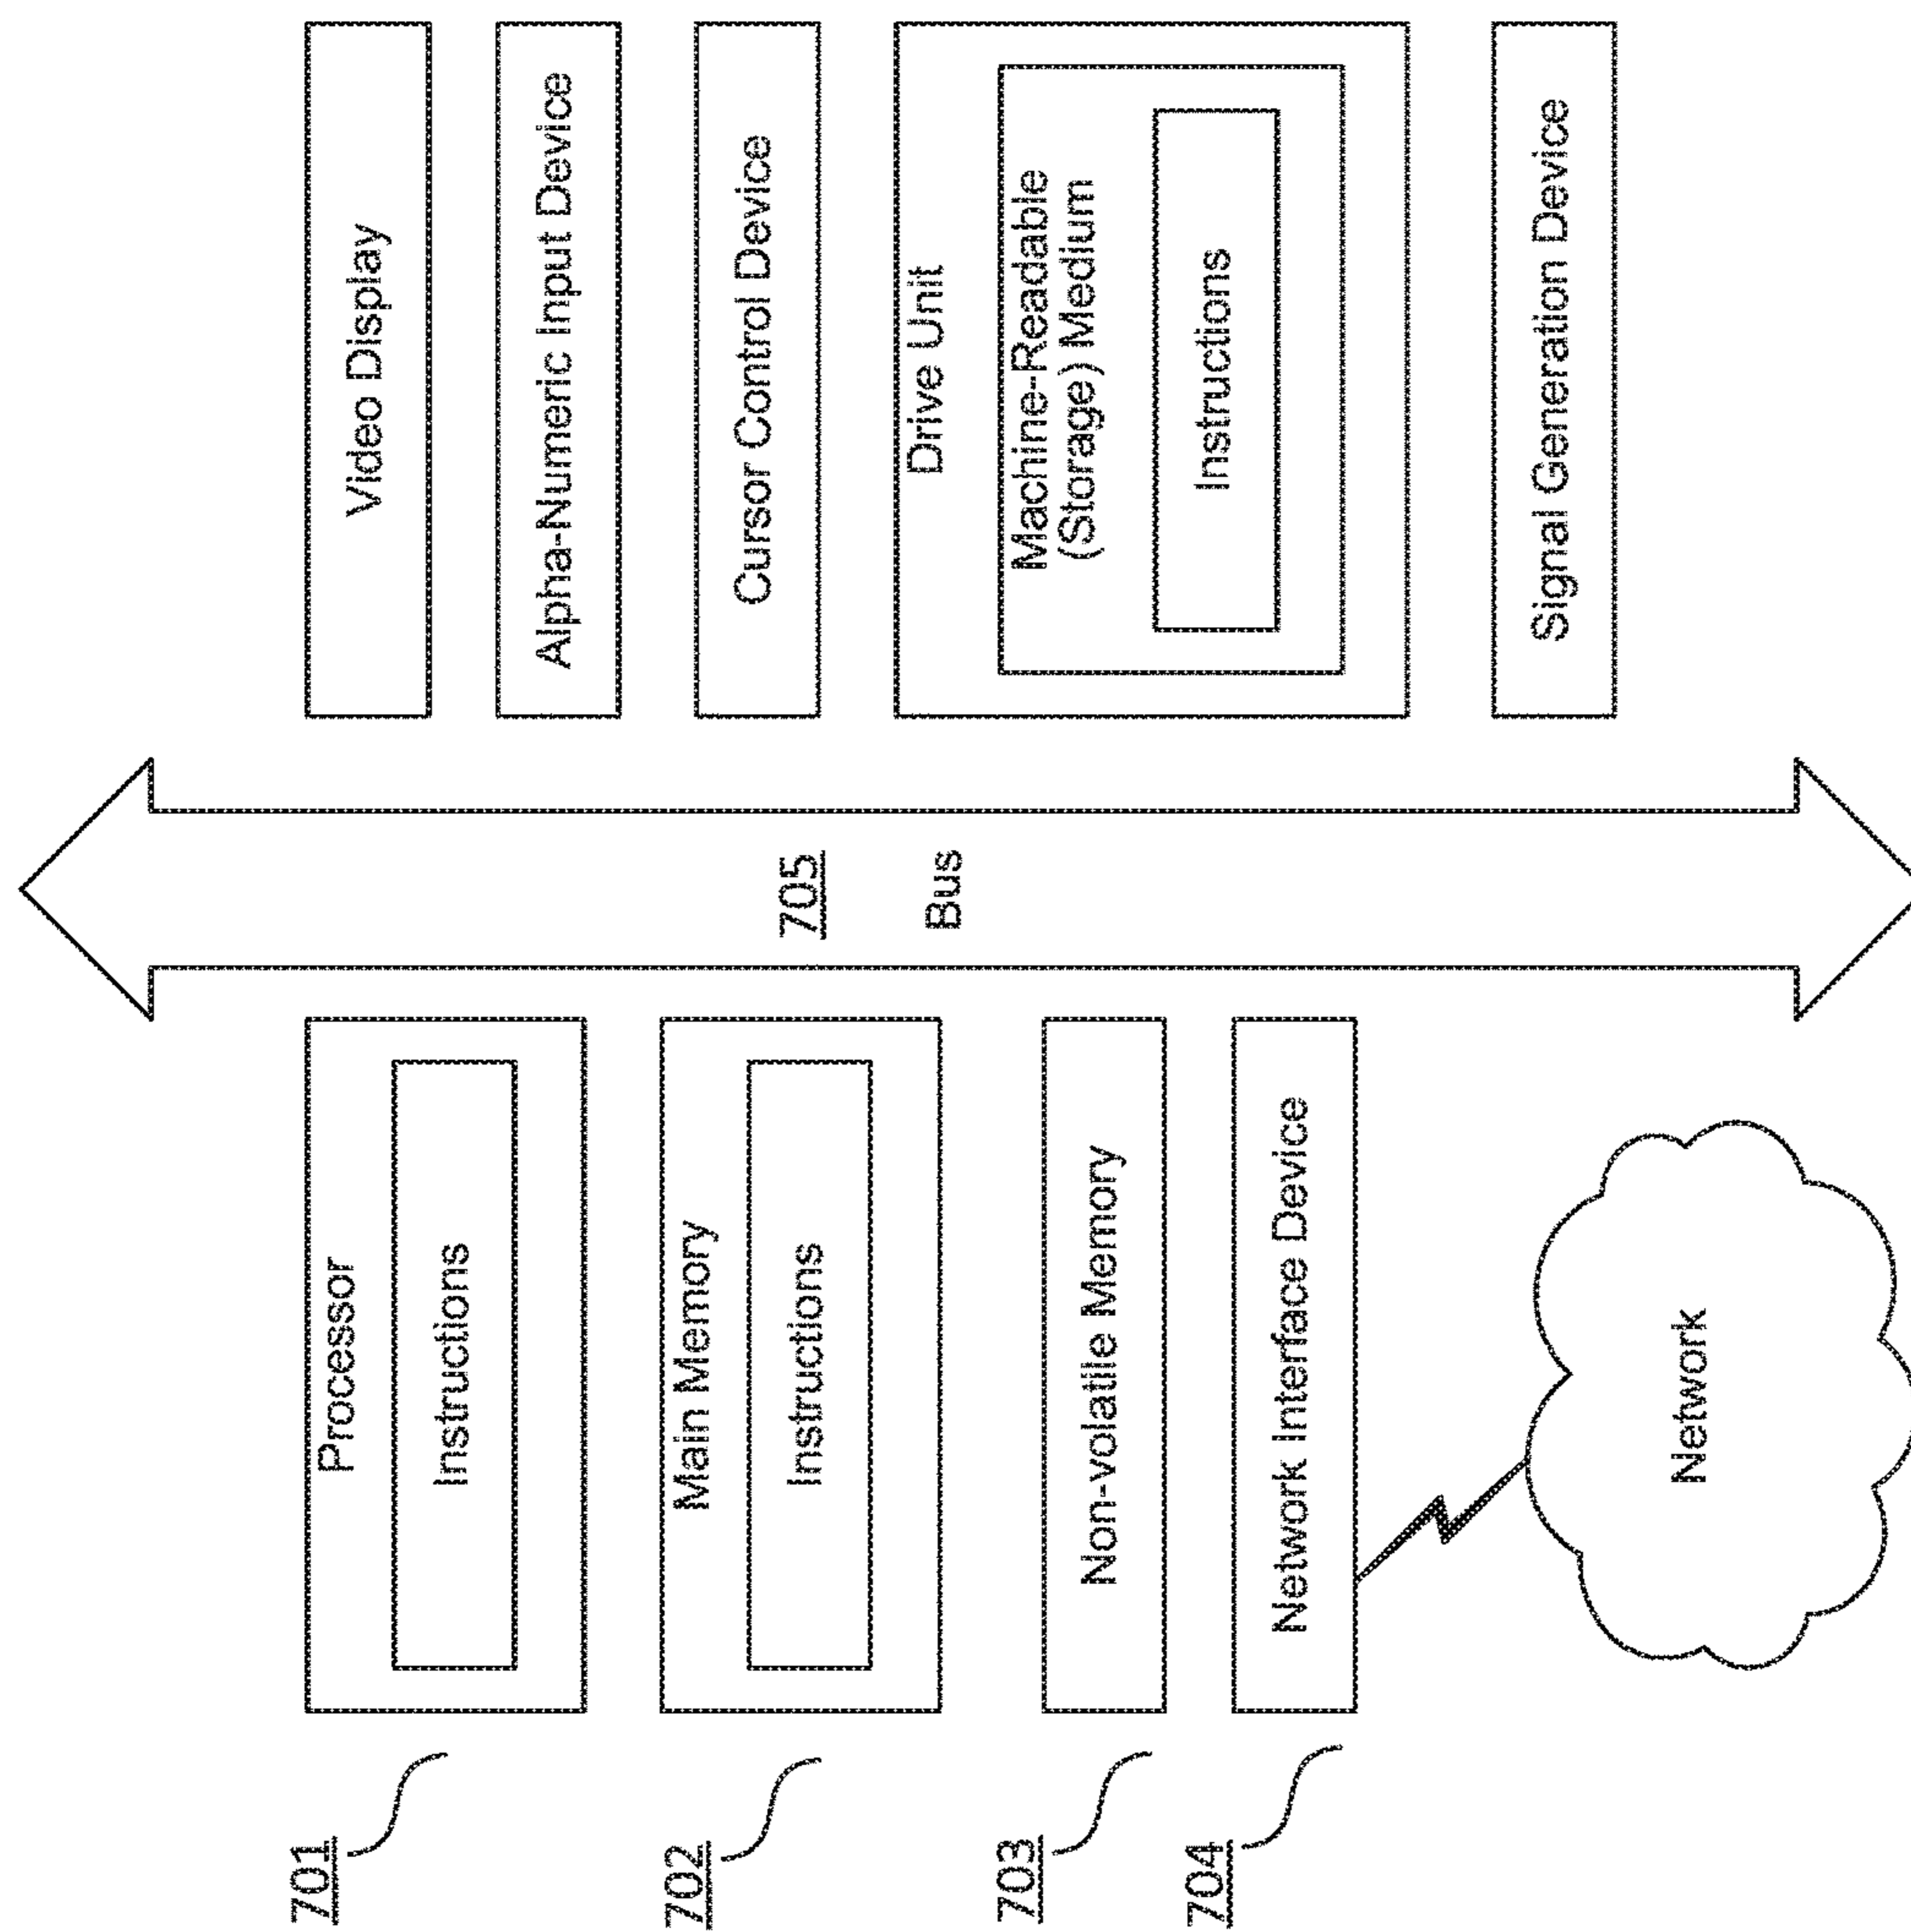 701
Processor
Instructions
702
Main Memory
Instructions
703
Non-volatile Memory
704
Network Interface Device
Network
705
Bus
Video Display
Alpha-Numeric Input Device
Cursor Control Device
Drive Unit
Machine-Readable
(Storage) Medium
Instructions
Signal Generation Device